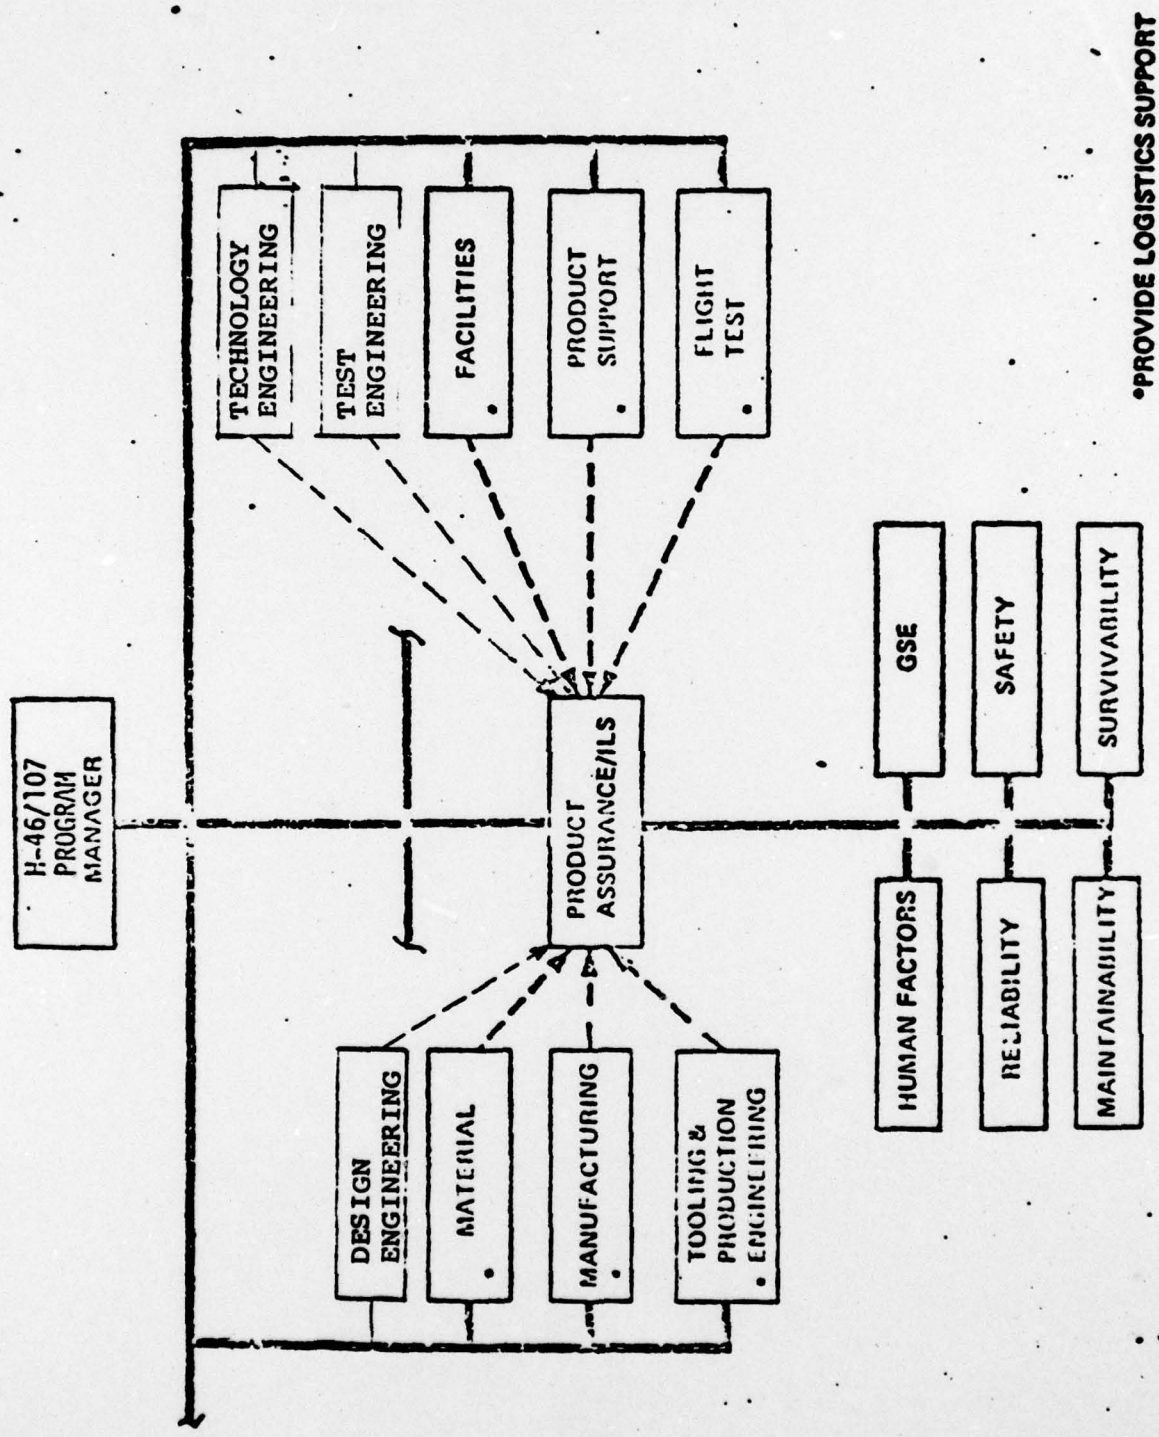 H-46/107
PROGRAM
MANAGER
TECHNOLOGY
ENGINEERING
DESIGN
ENGINEERING
TEST
ENGINEERING
MATERIAL
•
FACILITIES
•
MANUFACTURING
•
PRODUCT
ASSURANCE/ILS
PRODUCT
SUPPORT
•
TOOLING &
PRODUCTION
• ENGINEERING
FLIGHT
TEST
•
HUMAN FACTORS
GSE
RELIABILITY
SAFETY
MAINTAINABILITY
SURVIVABILITY
•PROVIDE LOGISTICS SUPPORT